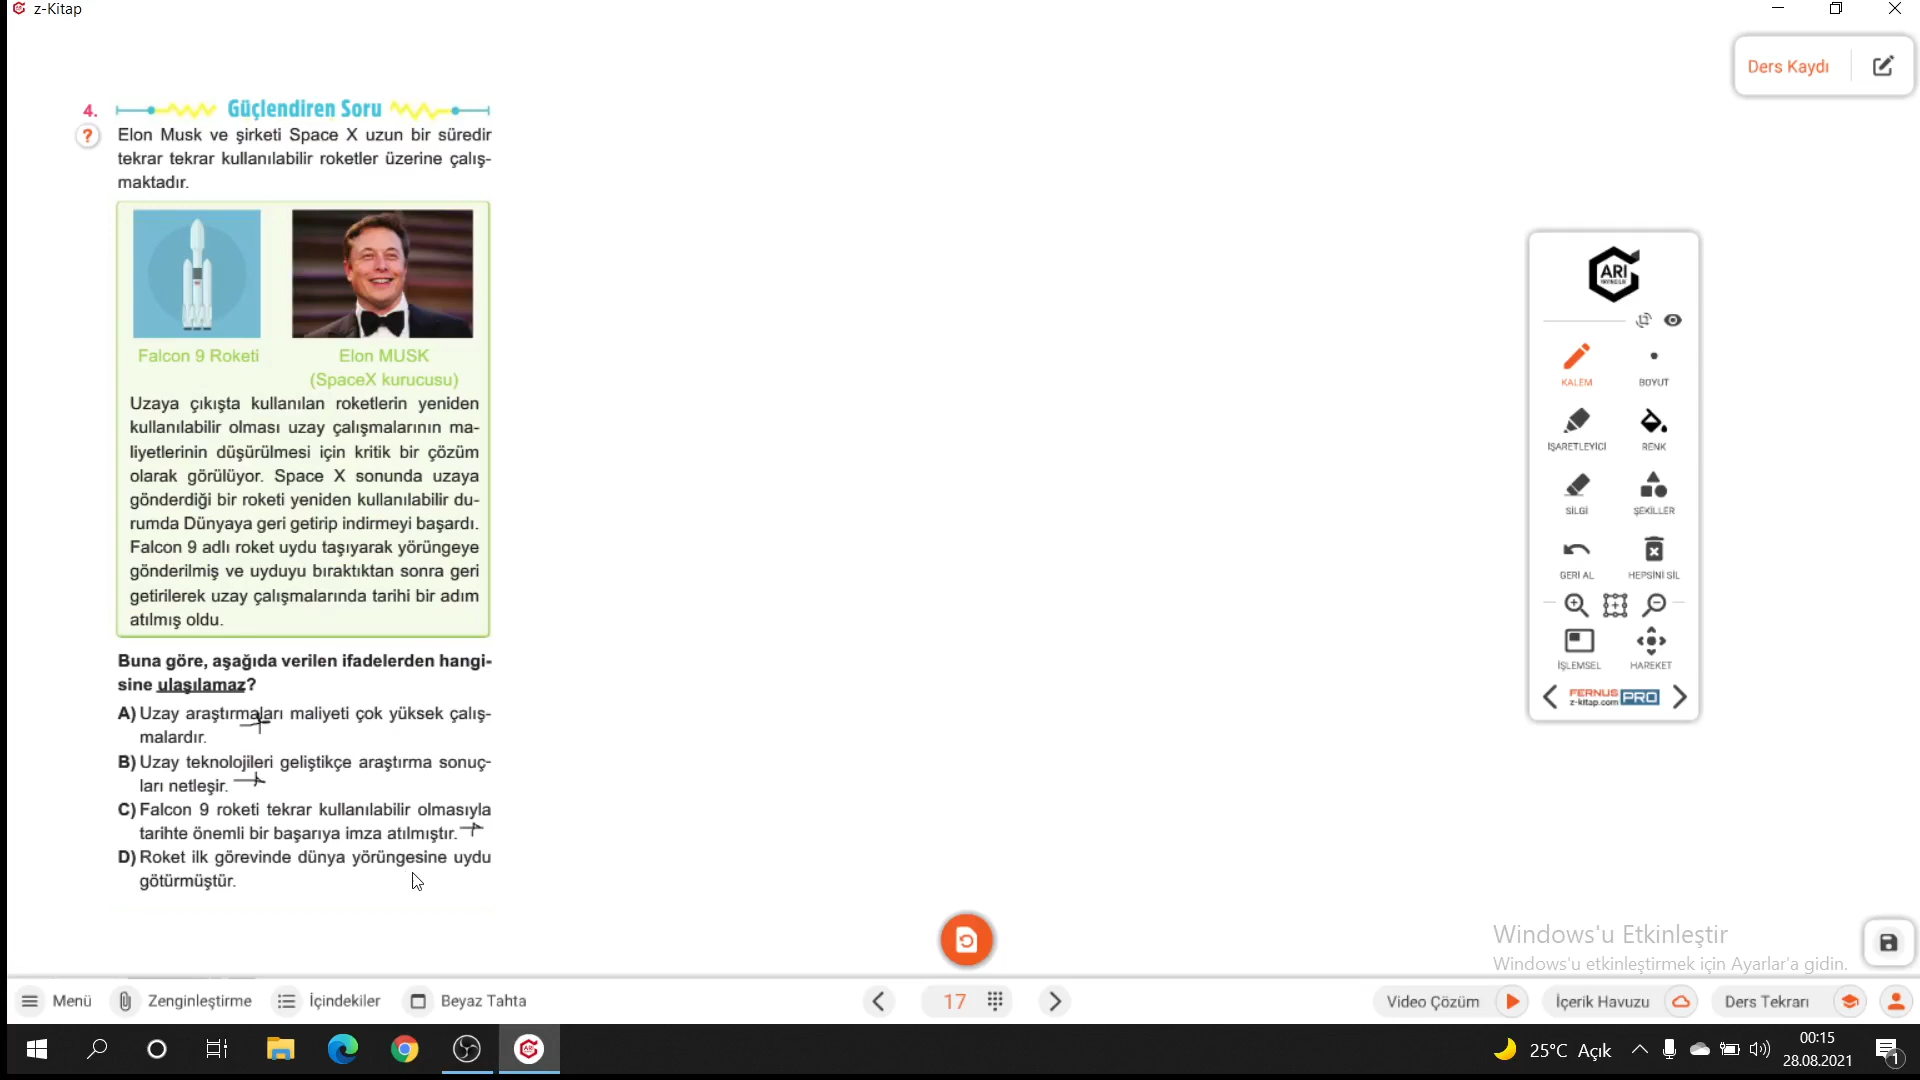 z-Kitap
Ders Kaydı
4.
Güçlendiren Soru
?
Elon Musk ve şirketi Space X uzun bir süredir
tekrar tekrar kullanılabilir roketler üzerine çalış-
maktadır.
Falcon 9 Roketi
Elon MUSK
(SpaceX kurucusu)
Uzaya çıkışta kullanılan roketlerin yeniden
kullanılabilir olması uzay çalışmalarının ma-
liyetlerinin düşürülmesi için kritik bir çözüm
olarak görülüyor. Space X sonunda uzaya
gönderdiği bir roketi yeniden kullanılabilir du-
rumda Dünyaya geri getirip indirmeyi başardı.
Falcon 9 adlı roket uydu taşıyarak yörüngeye
gönderilmiş ve uyduyu bıraktıktan sonra geri
getirilerek uzay çalışmalarında tarihi bir adım
atılmış oldu.
Buna göre, aşağıda verilen ifadelerden hangi-
sine ulaşılamaz?
A) Uzay araştırmaları maliyeti çok yüksek çalış-
malardır.
B) Uzay teknolojileri geliştikçe araştırma sonuç-
ları netleşir.
C) Falcon 9 roketi tekrar kullanılabilir olmasıyla
tarihte önemli bir başarıya imza atılmıştır.
D) Roket ilk görevinde dünya yörüngesine uydu
götürmüştür.
ARI
YAYINCILIK
KALEM
BOYUT
İŞARETLEYİCİ
RENK
SİLGİ
ŞEKİLLER
GERİ AL
HEPSİNİ SİL
İŞLEMSEL
HAREKET
FERNUS
z-kitap.com
PRO
Windows'u Etkinleştir
Windows'u etkinleştirmek için Ayarlar'a gidin.
Menü
Zenginleştirme
İçindekiler
Beyaz Tahta
17
Video Çözüm
İçerik Havuzu
Ders Tekrarı
25°C Açık
00:15
28.08.2021
1